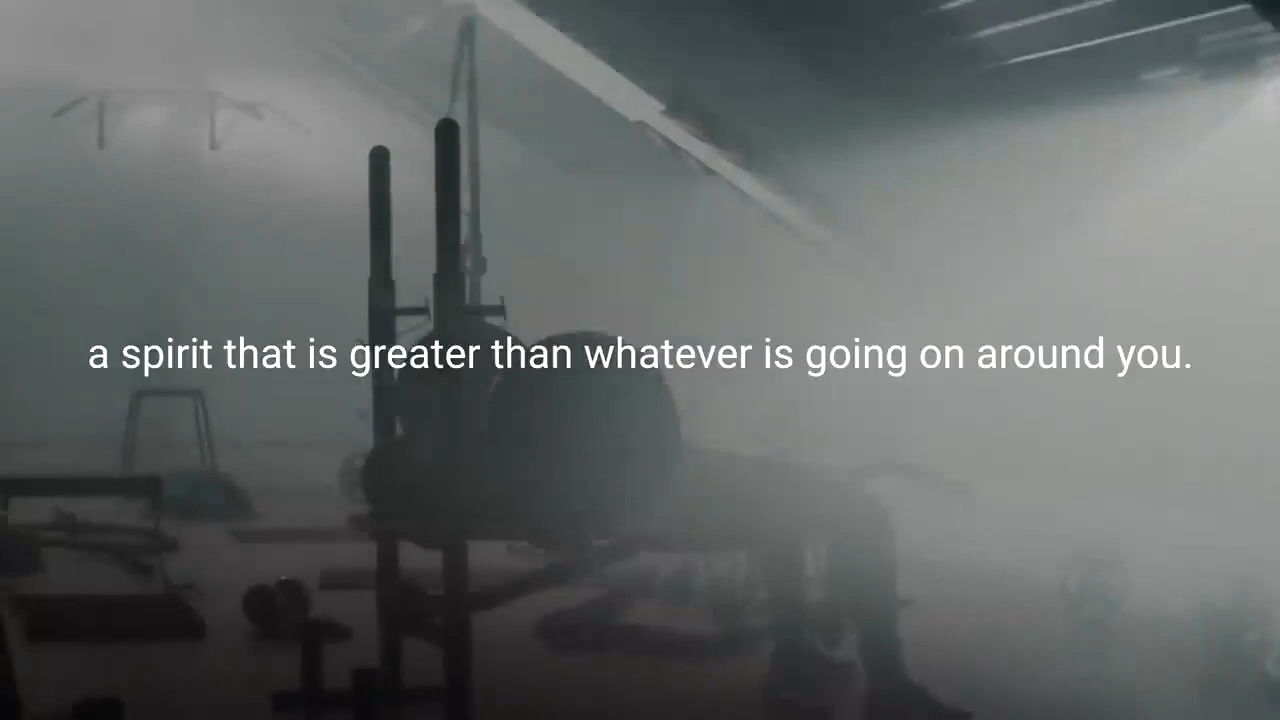 a spirit that is greater than whatever is going on around you.